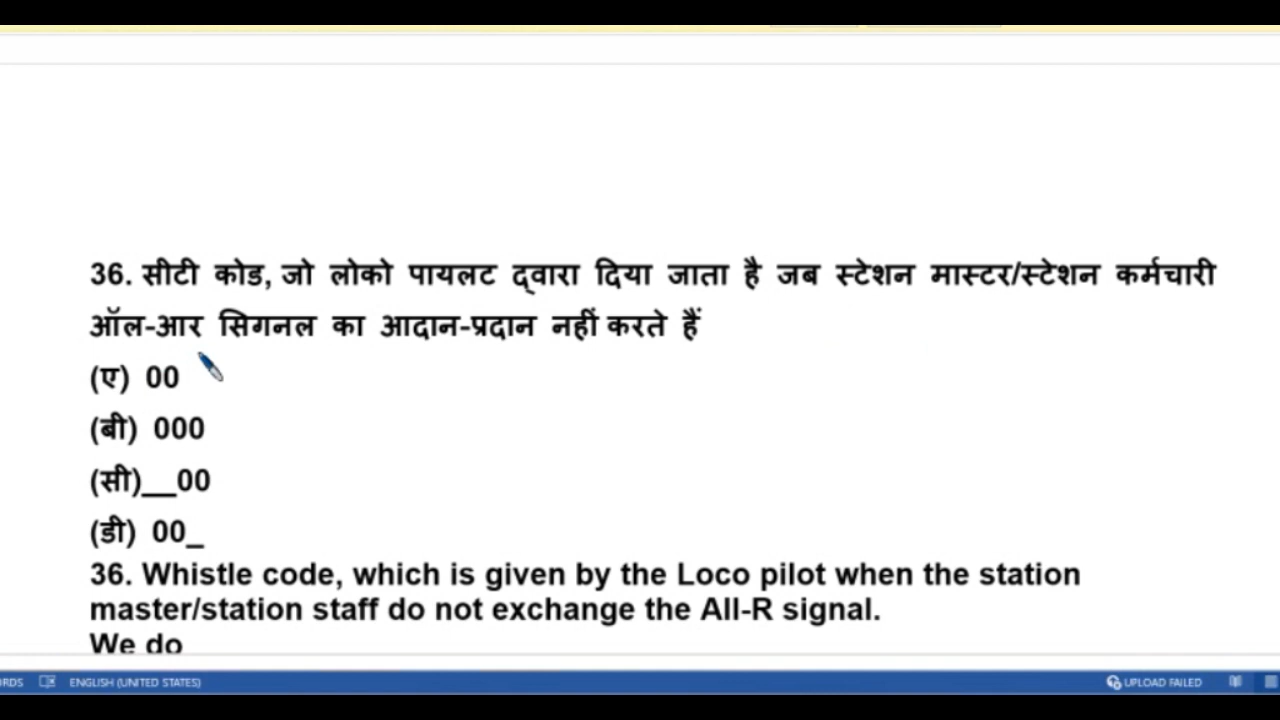 36. सीटी कोड, जो लोको पायलट द्वारा दिया जाता है जब स्टेशन मास्टर/स्टेशन कर्मचारी
ऑल-आर सिगनल का आदान-प्रदान नहीं करते हैं
(ए) 00
(बी) 000
(सी)__00
(डी) 00_
36. Whistle code, which is given by the Loco pilot when the station
master/station staff do not exchange the All-R signal.
We do
ORDS ENGLISH (UNITED STATES) UPLOAD FAILED